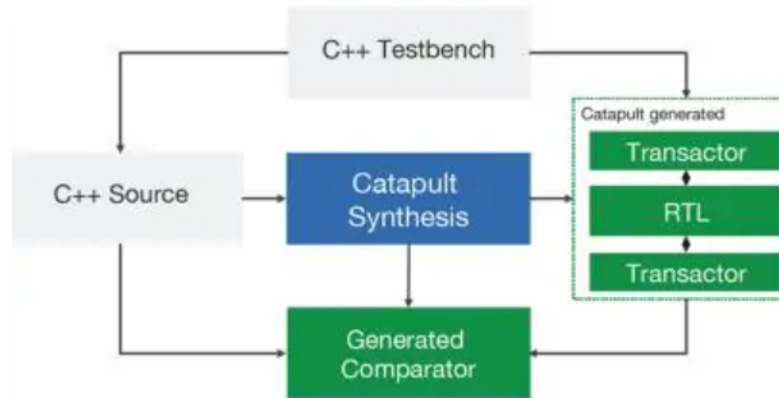 C++ Testbench
Catapult generated
Transactor
C++ Source
Catapult
Synthesis
RTL
Transactor
Generated
Comparator